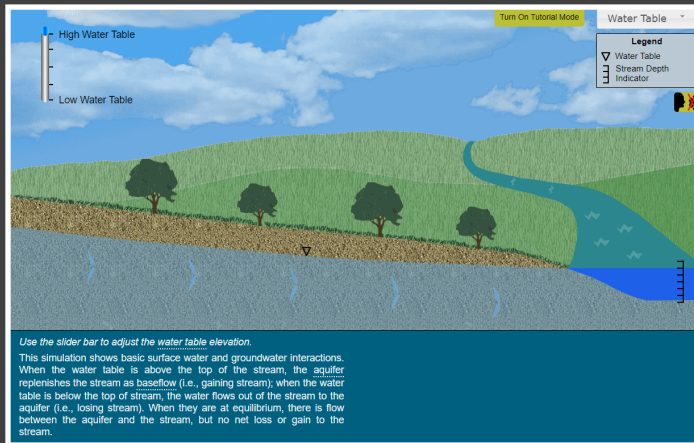 Turn On Tutorial Mode
Water Table
High Water Table
Low Water Table
Legend
Water Table
Stream Depth
Indicator
Use the slider bar to adjust the water table elevation.
This simulation shows basic surface water and groundwater interactions.
When the water table is above the top of the stream, the aquifer
replenishes the stream as baseflow (i.e., gaining stream); when the water
table is below the top of stream, the water flows out of the stream to the
aquifer (i.e., losing stream). When they are at equilibrium, there is flow
between the aquifer and the stream, but no net loss or gain to the
stream.